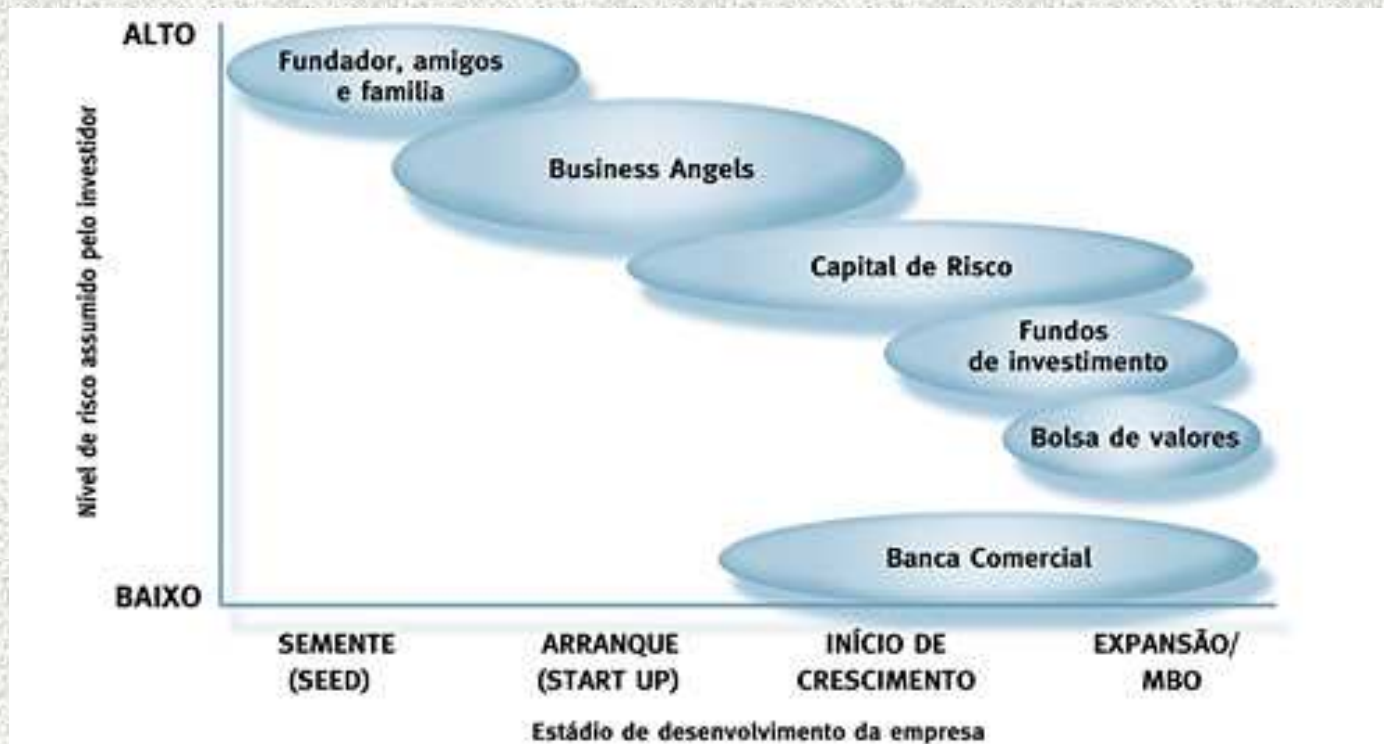 ALTO
Fundador, amigos
e familia
Business Angels
Capital de Risco
Fundos
de investimento
Bolsa de valores
Banca Comercial
BAIXO
Nível de risco assumido pelo investidor
SEMENTE
(SEED)
ARRANQUE
(START UP)
INÍCIO DE
CRESCIMENTO
EXPANSÃO/
MBO
Estádio de desenvolvimento da empresa